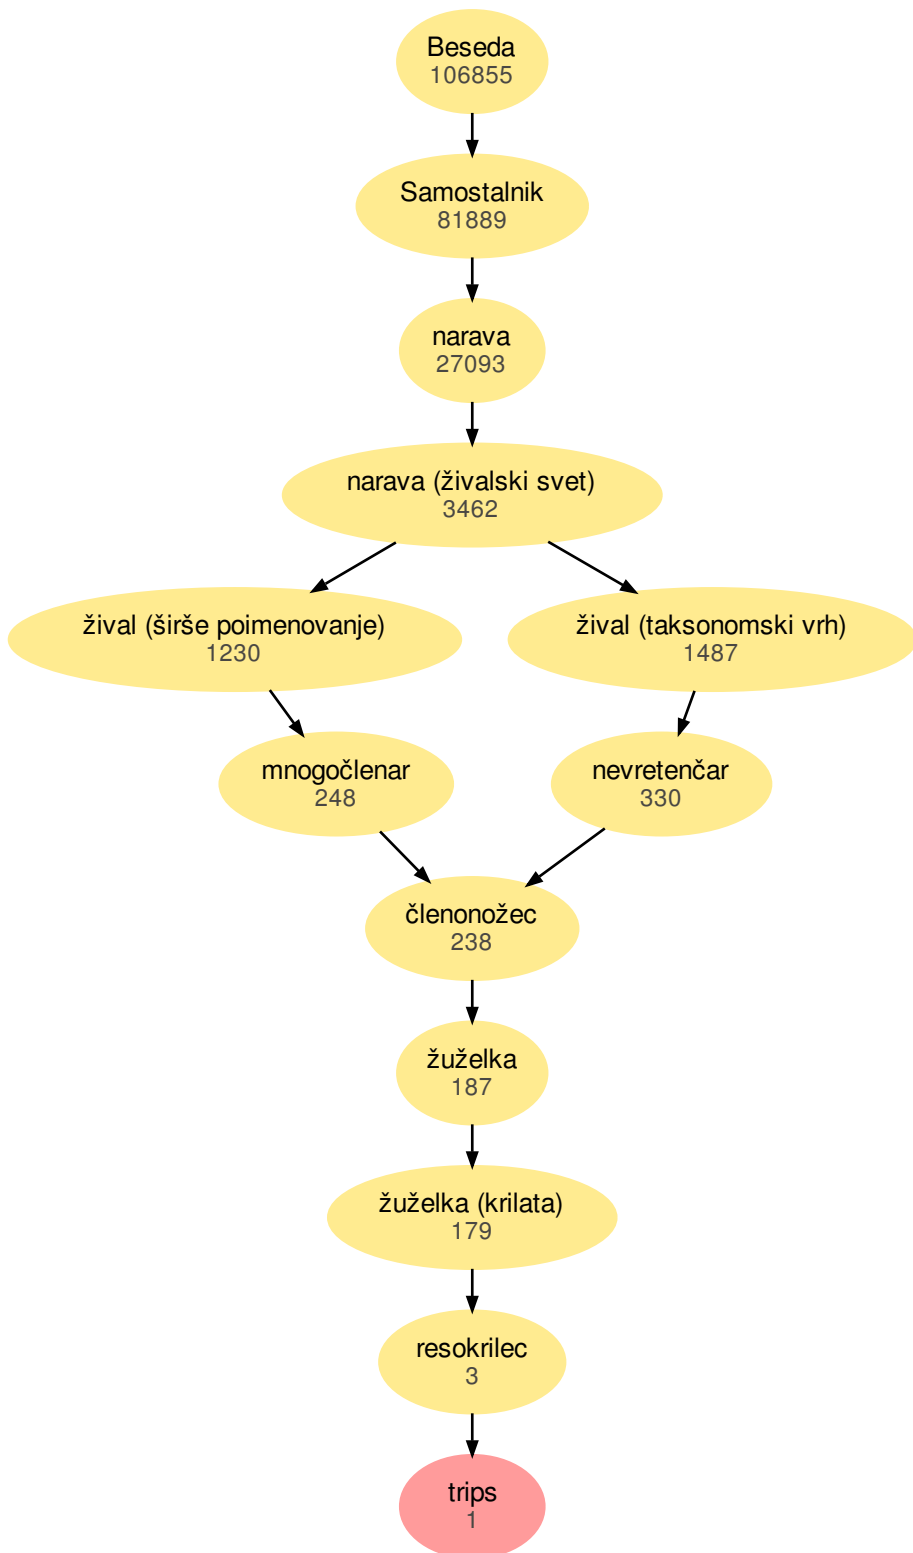 Beseda
106855
Samostalnik
81889
narava
27093
narava (živalski svet)
3462
žival (širše poimenovanje)
1230
žival (taksonomski vrh)
1487
mnogočlenar
248
nevretenčar
330
členonožec
238
žuželka
187
žuželka (krilata)
179
resokrilec
3
trips
1